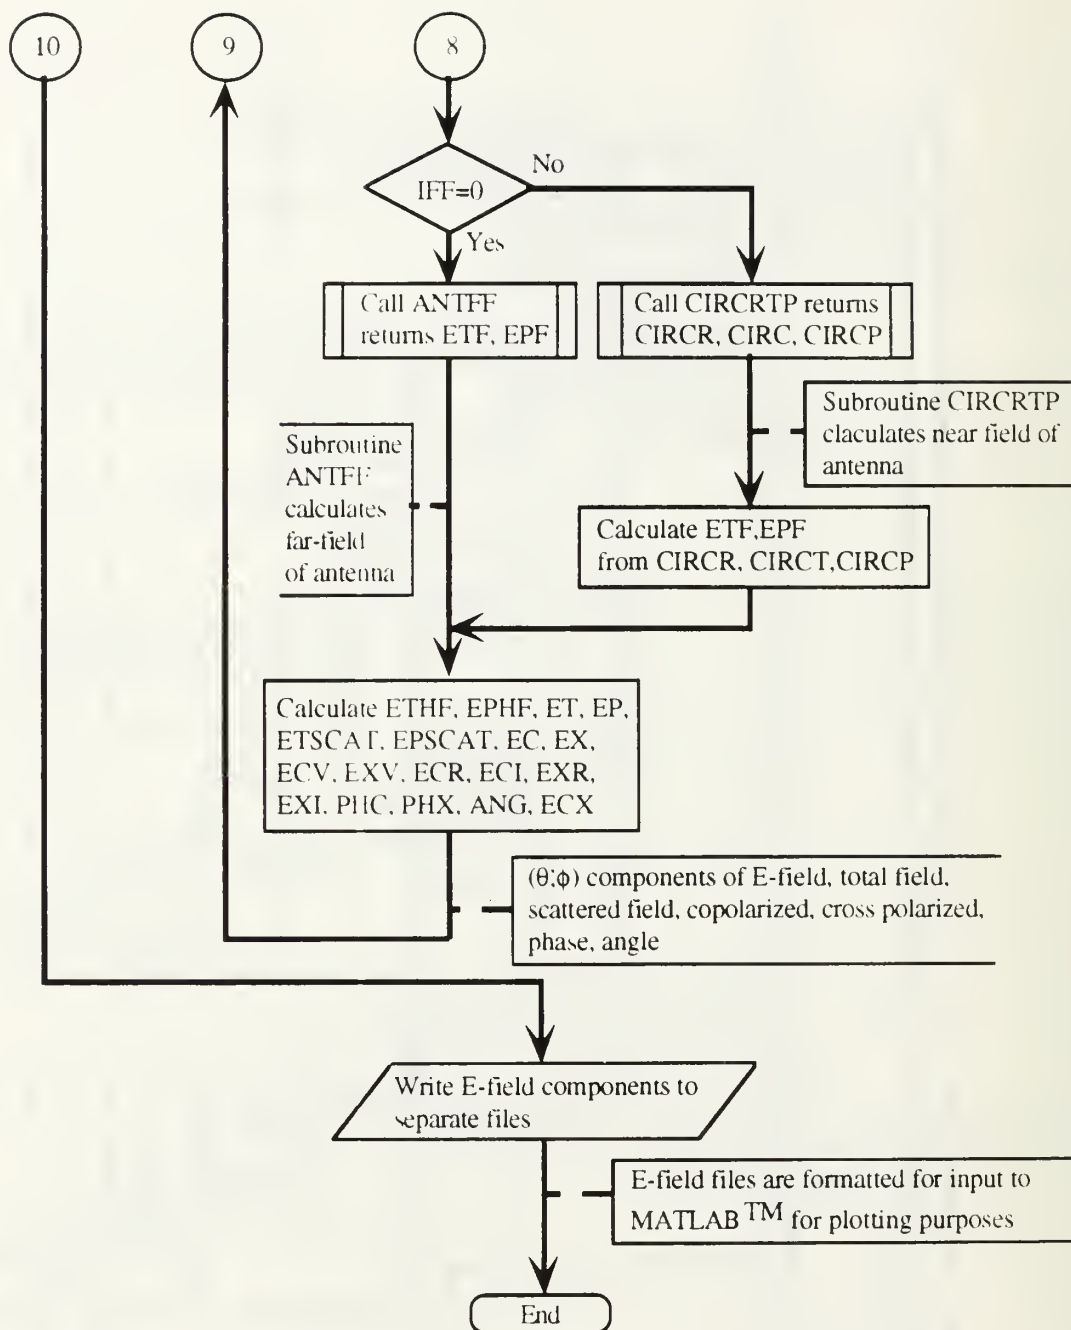 10
9
8
No
IFF=0
Yes
Call ANTFF
returns ETF, EPF
Call CIRCRTP returns
CIRCR, CIRC, CIRCP
Subroutine CIRCRTP
claculates near field of
antenna
Subroutine
ANTFF
calculates
far-field
of antenna
Calculate ETF,EPF
from CIRCR, CIRCT,CIRCP
Calculate ETHF, EPHF, ET, EP,
ETSCAT, EPSCAT, EC, EX,
ECV, EXV, ECR, ECI, EXR,
EXI, PHC, PHX, ANG, ECX
(θ;φ) components of E-field, total field,
scattered field, copolarized, cross polarized,
phase, angle
Write E-field components to
separate files
E-field files are formatted for input to
MATLAB TM for plotting purposes
End